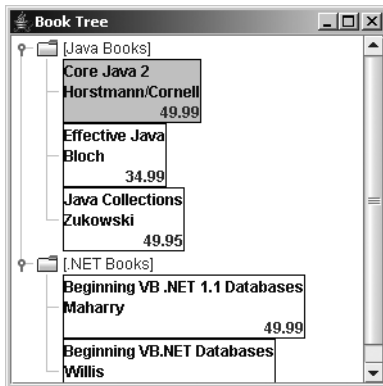 Book Tree
[Java Books]
Core Java 2
Horstmann/Cornell
49.99
Effective Java
Bloch
34.99
Java Collections
Zukowski
49.95
[.NET Books]
Beginning VB .NET 1.1 Databases
Maharry
49.99
Beginning VB.NET Databases
Willis